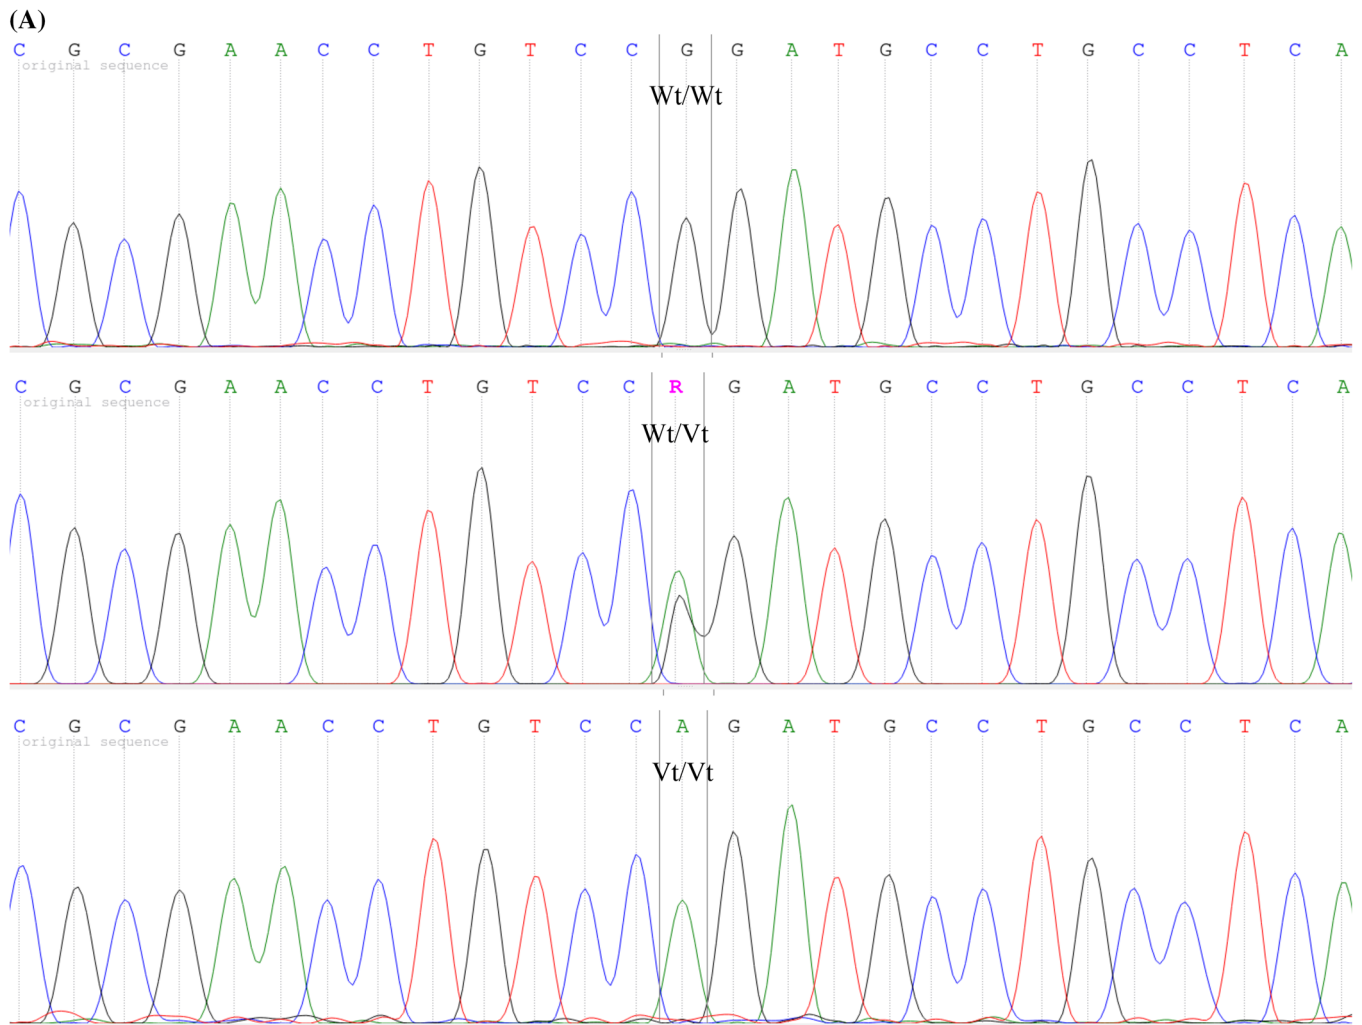 (A)
C G C G A A C C T G T C C G G A T G C C T G C C T C A
original sequence
Wt/Wt
C G C G A A C C T G T C C R G A T G C C T G C C T C A
original sequence
Wt/Vt
C G C G A A C C T G T C C A G A T G C C T G C C T C A
original sequence
Vt/Vt